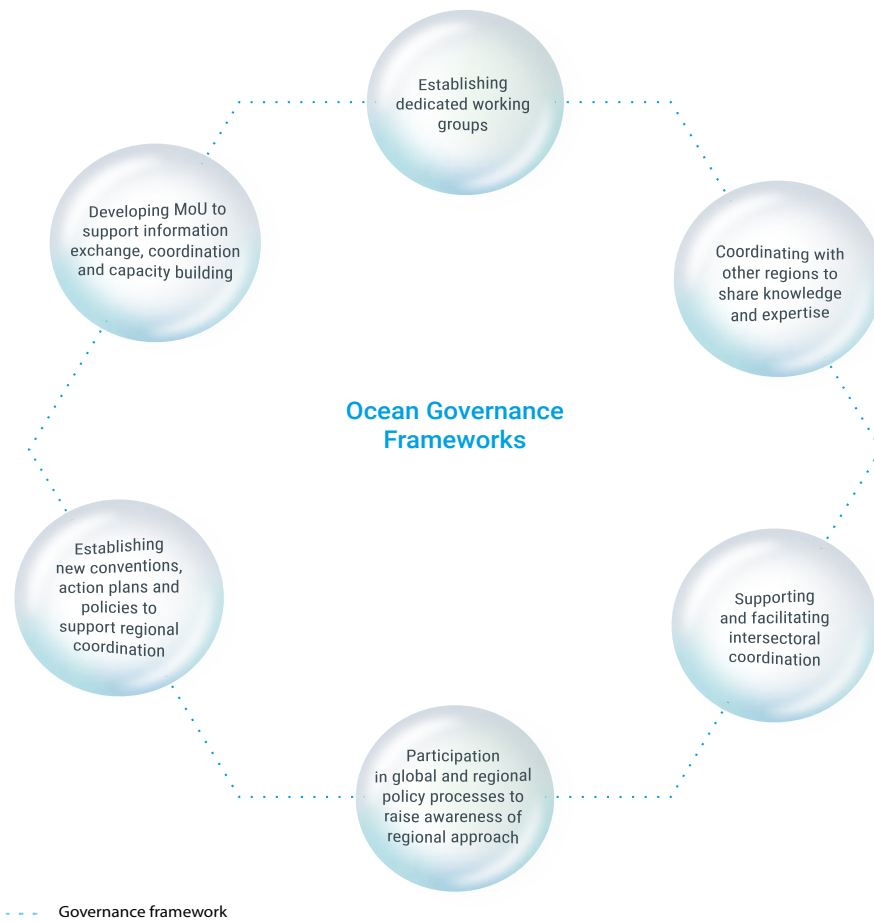 Establishing
dedicated working
groups
Developing MoU to
support information
exchange, coordination
and capacity building
Coordinating with
other regions to
share knowledge
and expertise
Ocean Governance
Frameworks
Establishing
new conventions,
action plans and
policies to
support regional
coordination
Supporting
and facilitating
intersectoral
coordination
Participation
in global and regional
policy processes to
raise awareness of
regional approach
Governance framework